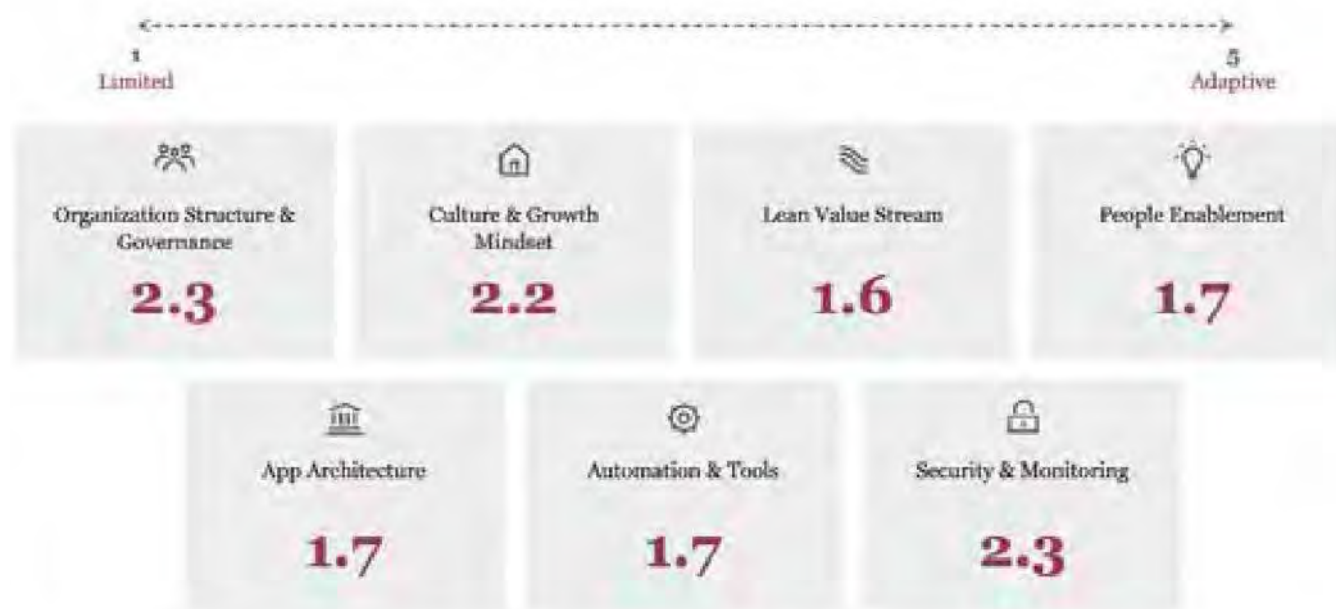 1
5
Limited
Adaptive
Organization Structure &
Governance
2.3
Culture & Growth
Mindset
2.2
Lean Value Stream
1.6
People Enablement
1.7
App Architecture
1.7
Automation & Tools
1.7
Security & Monitoring
2.3